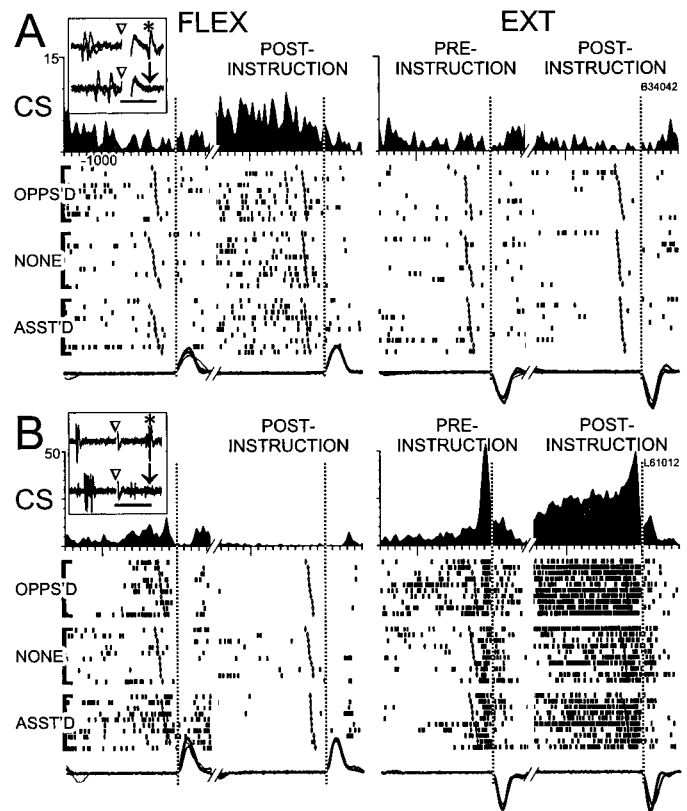 A
FLEX
EXT
*
POST-
INSTRUCTION
PRE-
INSTRUCTION
POST-
INSTRUCTION
B34042
15
CS
-1000
OPPS'D
NONE
ASST'D
B
*
POST-
INSTRUCTION
PRE-
INSTRUCTION
POST-
INSTRUCTION
L61012
50
CS
OPPS'D
NONE
ASST'D